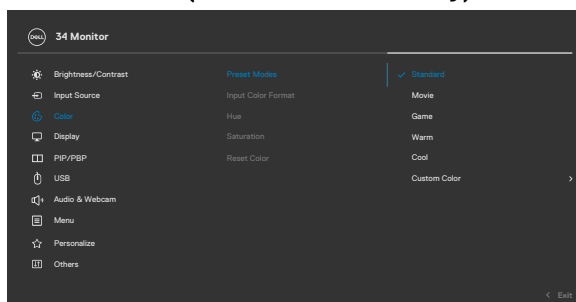 DELL
34 Monitor
Brightness/Contrast Preset Modes ✓ Standard
Input Source Input Color Format Movie
Color Hue Game
Display Saturation Warm
PIP/PBP Reset Color Cool
USB Custom Color >
Audio & Webcam
Menu
Personalize
Others
< Exit